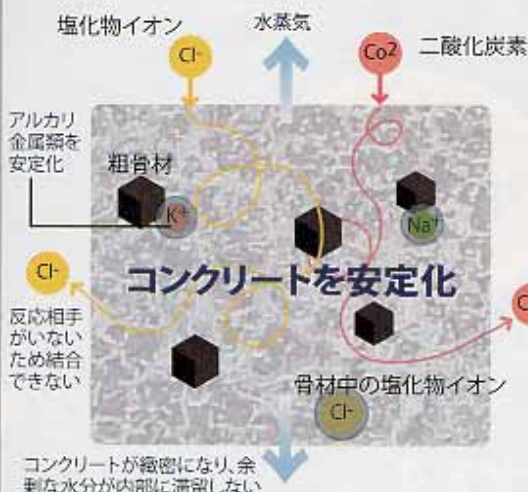 塩化物イオン
水蒸気
二酸化炭素
Cl-
Co2
アルカリ
金属類を
安定化
粗骨材
K+
Na+
Cl-
コンクリートを安定化
反応相手
がいない
ため結合
できない
骨材中の塩化物イオン
Cl-
コンクリートが緻密になり、余
剰な水分が内部に滞留しない